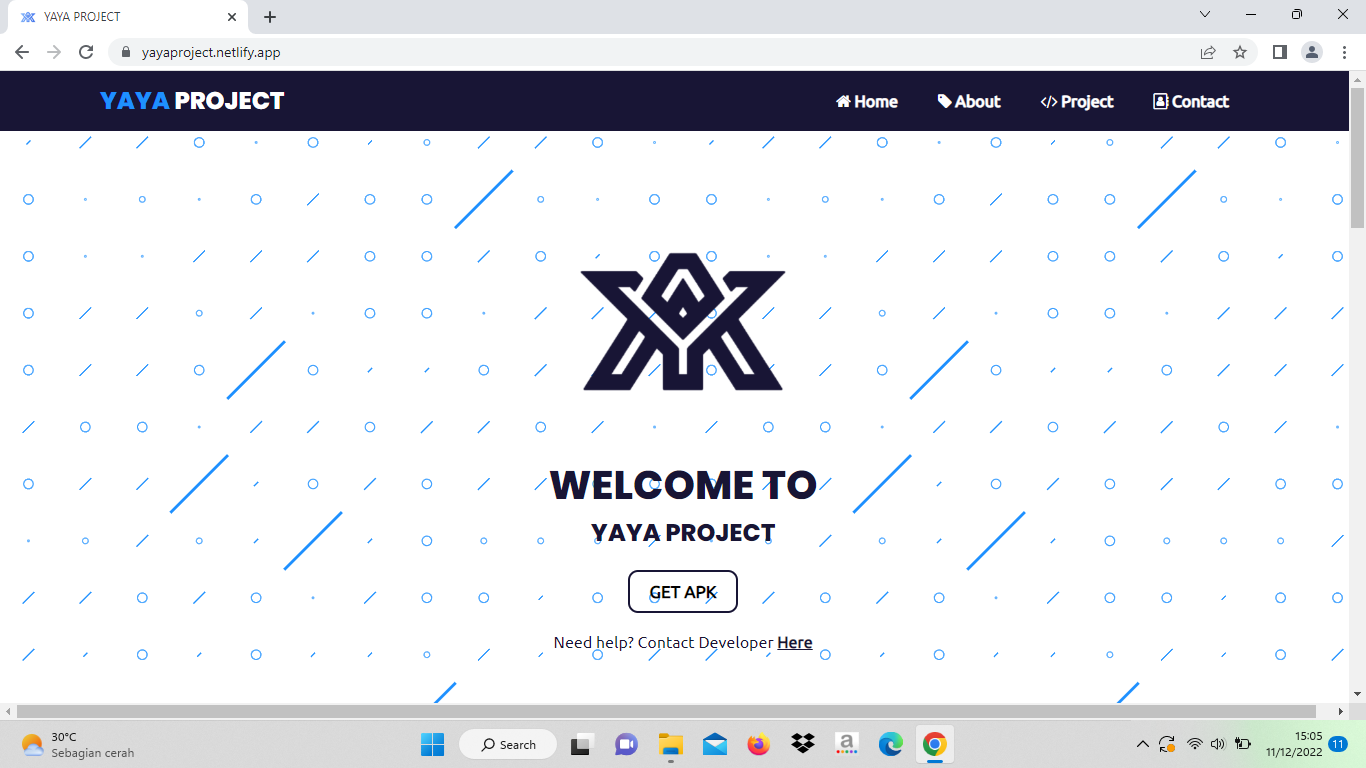 YAYA PROJECT
yayaproject.netlify.app
YAYA PROJECT
Home
About
Project
Contact
WELCOME TO
YAYA PROJECT
GET APK
Need help? Contact Developer Here
30°C
Sebagian cerah
Search
a
15:05
11/12/2022
11